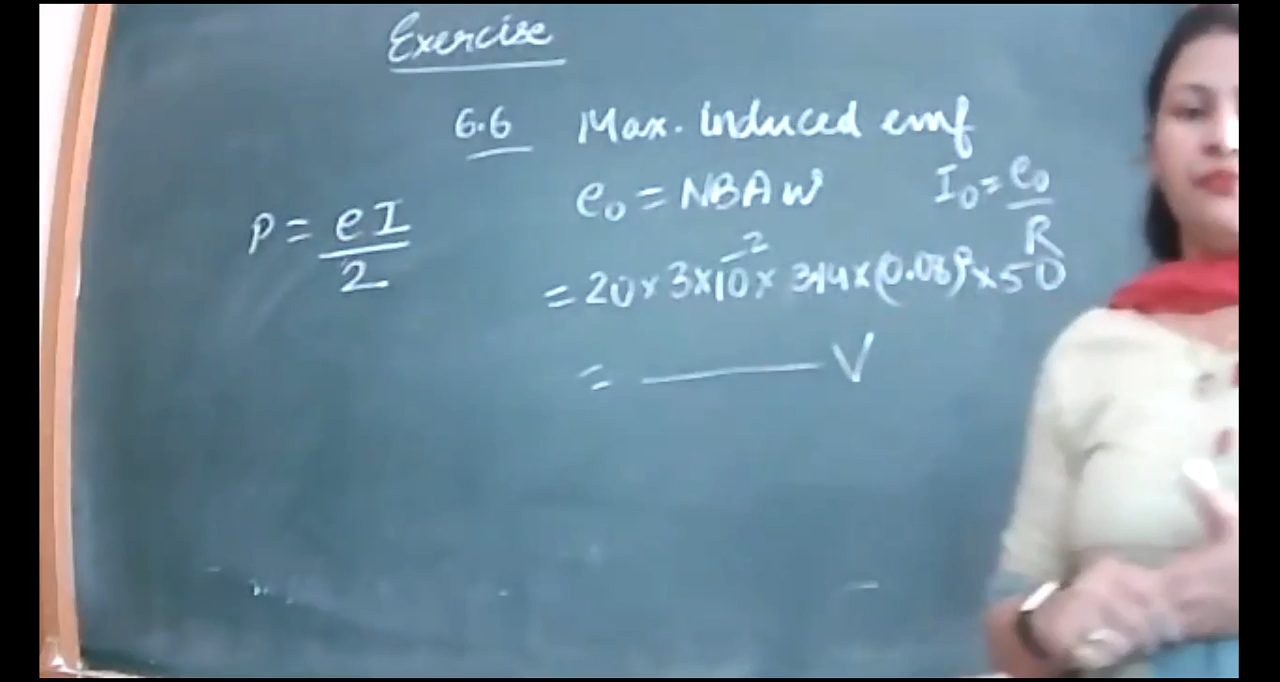 Exercise
6.6 Max. induced emf
e₀ = NBAω I₀ = e₀/R
P = eI/2
= 20 × 3×10⁻² × 3.14 × (0.08)² × 50
= ——— V